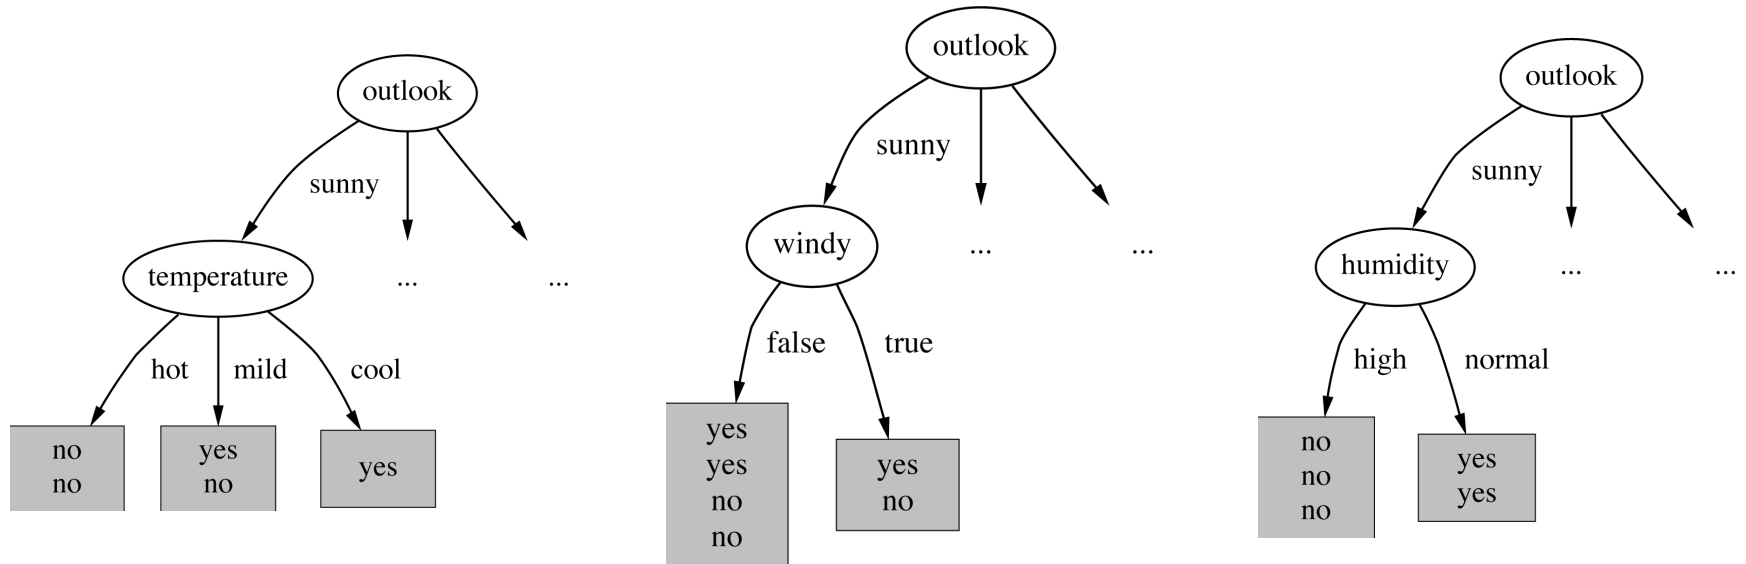 outlook
sunny
temperature
...
...
hot
mild
cool
no
no
yes
no
yes
outlook
sunny
windy
...
...
false
true
yes
yes
no
no
yes
no
outlook
sunny
humidity
...
...
high
normal
no
no
no
yes
yes